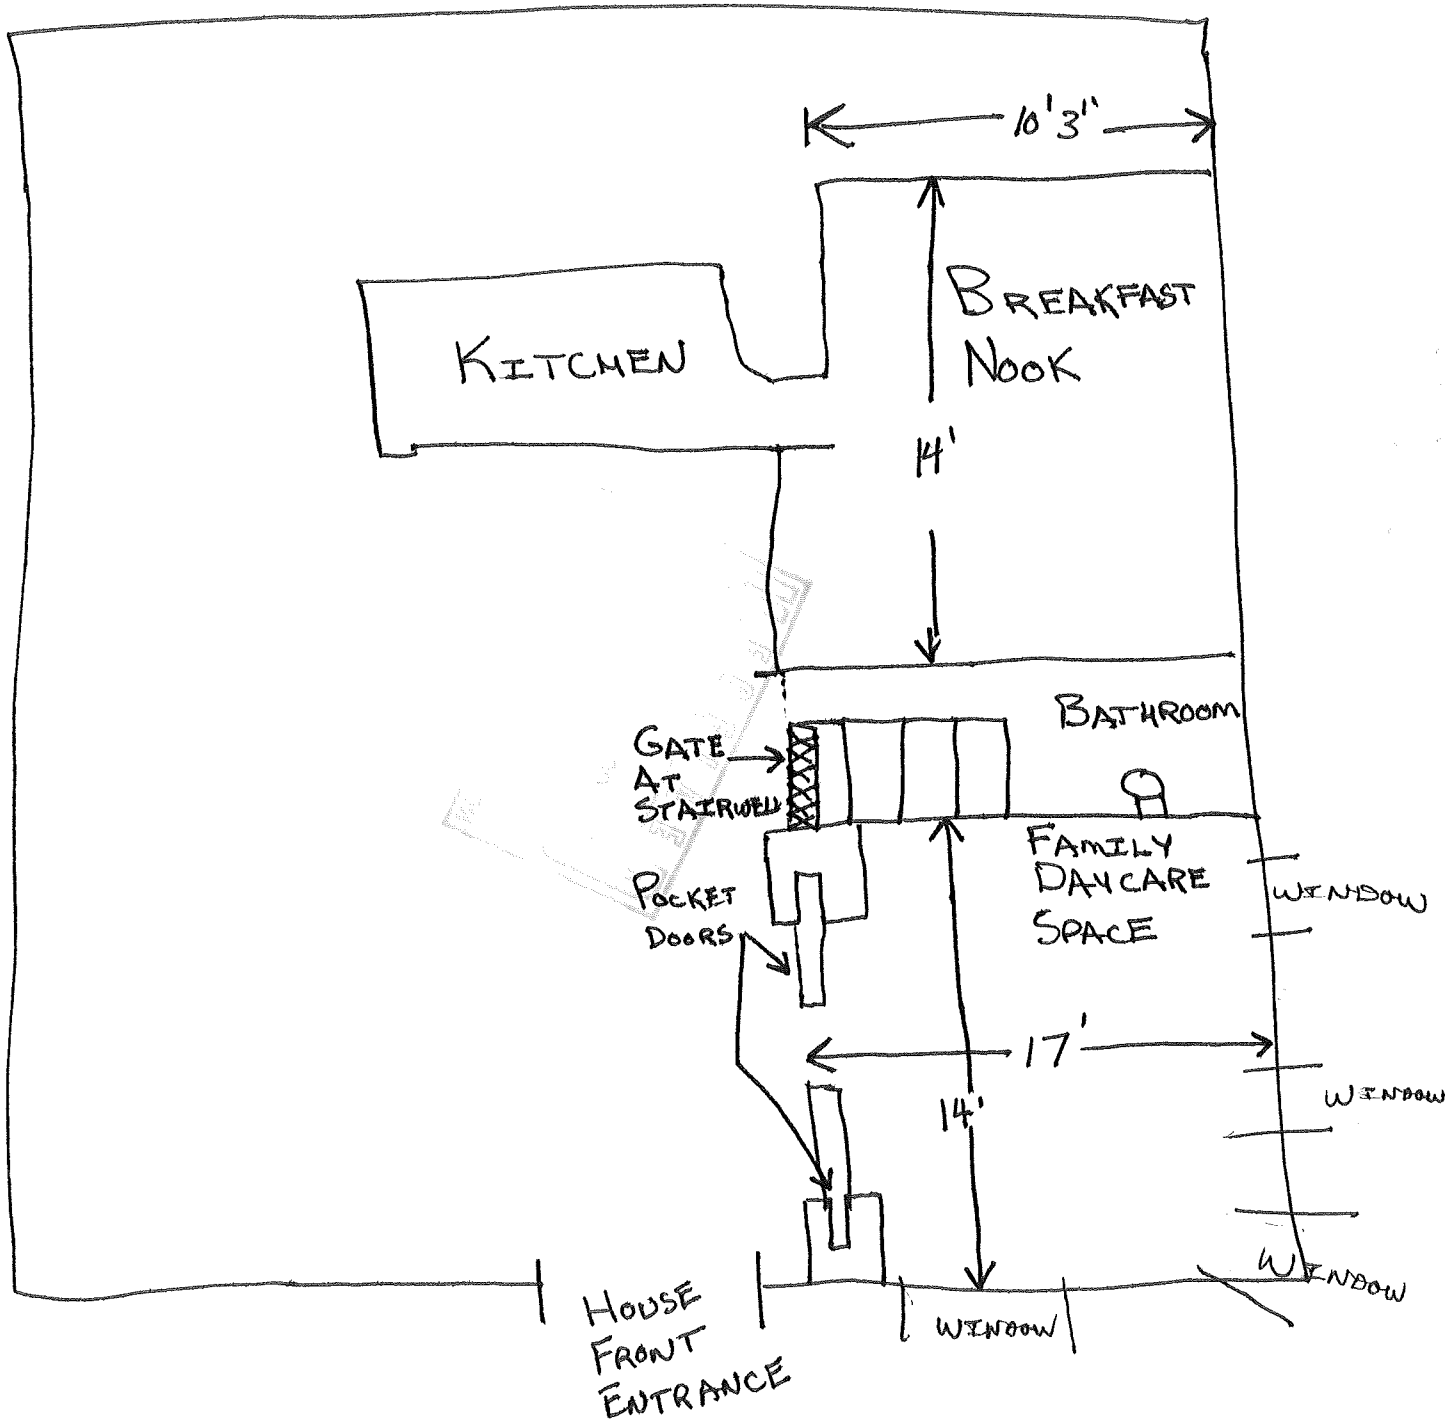 10'3"
BREAKFAST
NOOK
KITCHEN
14'
BATHROOM
GATE
AT
STAIRWELL
FAMILY
DAYCARE
SPACE
WINDOW
POCKET
DOORS
17'
WINDOW
14'
WINDOW
WINDOW
HOUSE
FRONT
ENTRANCE